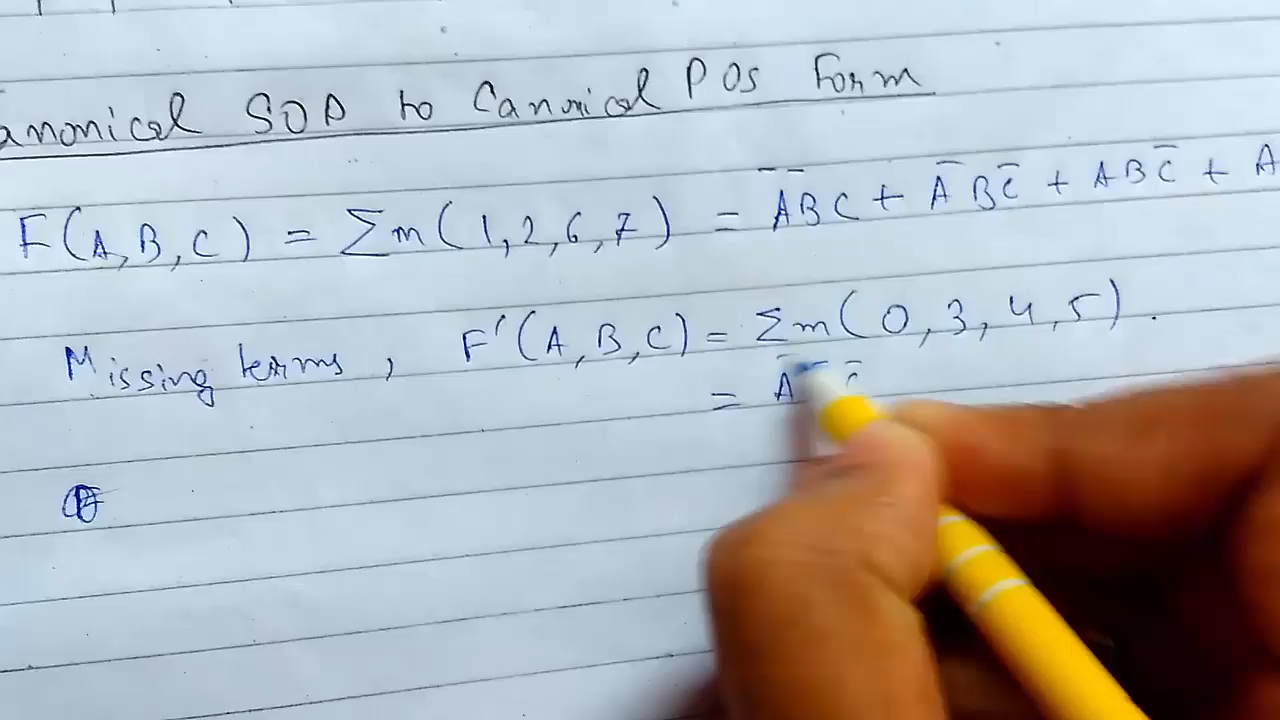 anonical SOP to Canonical POS Form
F(A,B,C) = Σm(1,2,6,7) = A̅B̅C + A̅BC̅ + ABC̅ + A
Missing terms, F'(A,B,C) = Σm(0,3,4,5).
= A̅ C̅